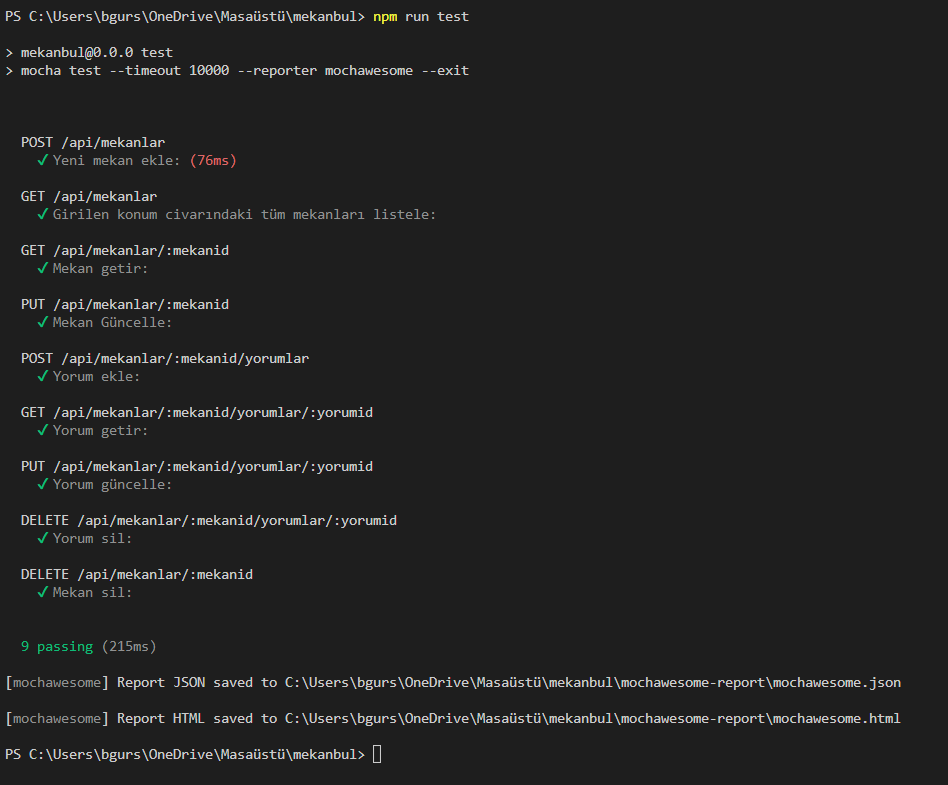 PS C:\Users\bgurs\OneDrive\Masaüstü\mekanbul> npm run test
> mekanbul@0.0.0 test
> mocha test --timeout 10000 --reporter mochawesome --exit
POST /api/mekanlar
✓ Yeni mekan ekle: (76ms)
GET /api/mekanlar
✓ Girilen konum civarındaki tüm mekanları listele:
GET /api/mekanlar/:mekanid
✓ Mekan getir:
PUT /api/mekanlar/:mekanid
✓ Mekan Güncelle:
POST /api/mekanlar/:mekanid/yorumlar
✓ Yorum ekle:
GET /api/mekanlar/:mekanid/yorumlar/:yorumid
✓ Yorum getir:
PUT /api/mekanlar/:mekanid/yorumlar/:yorumid
✓ Yorum güncelle:
DELETE /api/mekanlar/:mekanid/yorumlar/:yorumid
✓ Yorum sil:
DELETE /api/mekanlar/:mekanid
✓ Mekan sil:
9 passing (215ms)
[mochawesome] Report JSON saved to C:\Users\bgurs\OneDrive\Masaüstü\mekanbul\mochawesome-report\mochawesome.json
[mochawesome] Report HTML saved to C:\Users\bgurs\OneDrive\Masaüstü\mekanbul\mochawesome-report\mochawesome.html
PS C:\Users\bgurs\OneDrive\Masaüstü\mekanbul>